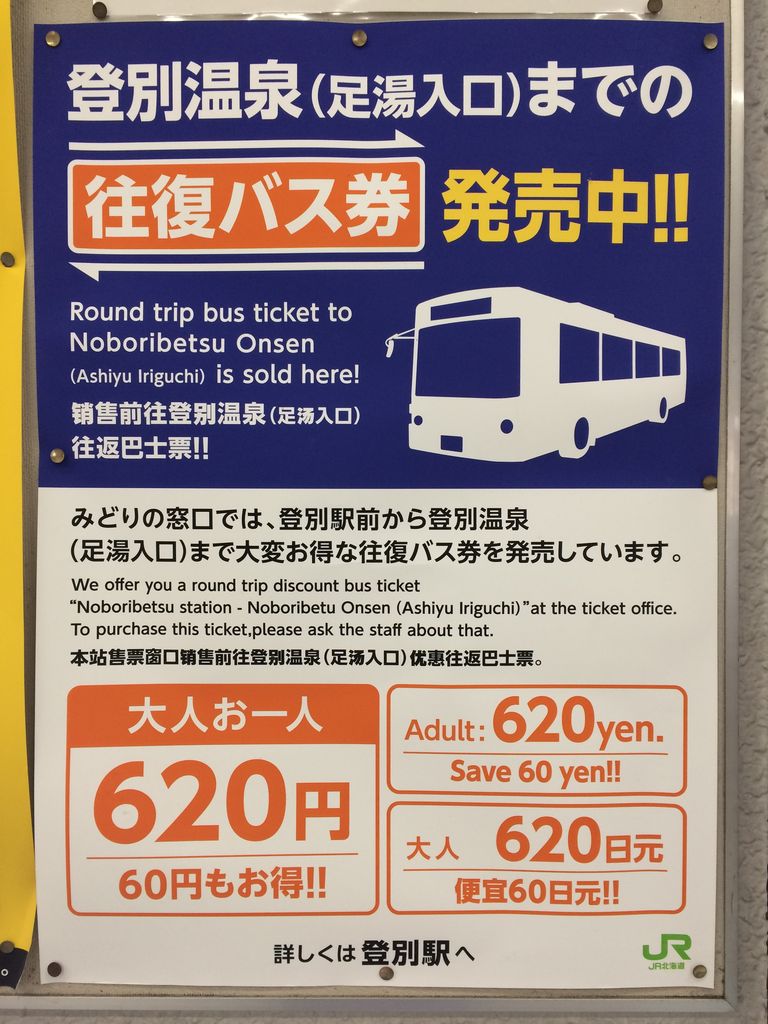 登別温泉(足湯入口)までの
往復バス券 発売中!!
Round trip bus ticket to
Noboribetsu Onsen
(Ashiyu Iriguchi) is sold here!
销售前往登别温泉(足汤入口)
往返巴士票!!
みどりの窓口では、登別駅前から登別温泉
(足湯入口)まで大変お得な往復バス券を発売しています。
We offer you a round trip discount bus ticket
“Noboribetsu station - Noboribetu Onsen (Ashiyu Iriguchi)”at the ticket office.
To purchase this ticket,please ask the staff about that.
本站售票窗口销售前往登别温泉(足汤入口)优惠往返巴士票。
大人お一人
620円
60円もお得!!
Adult: 620yen.
Save 60 yen!!
大人 620日元
便宜60日元!!
詳しくは 登別駅へ
JR
JR北海道